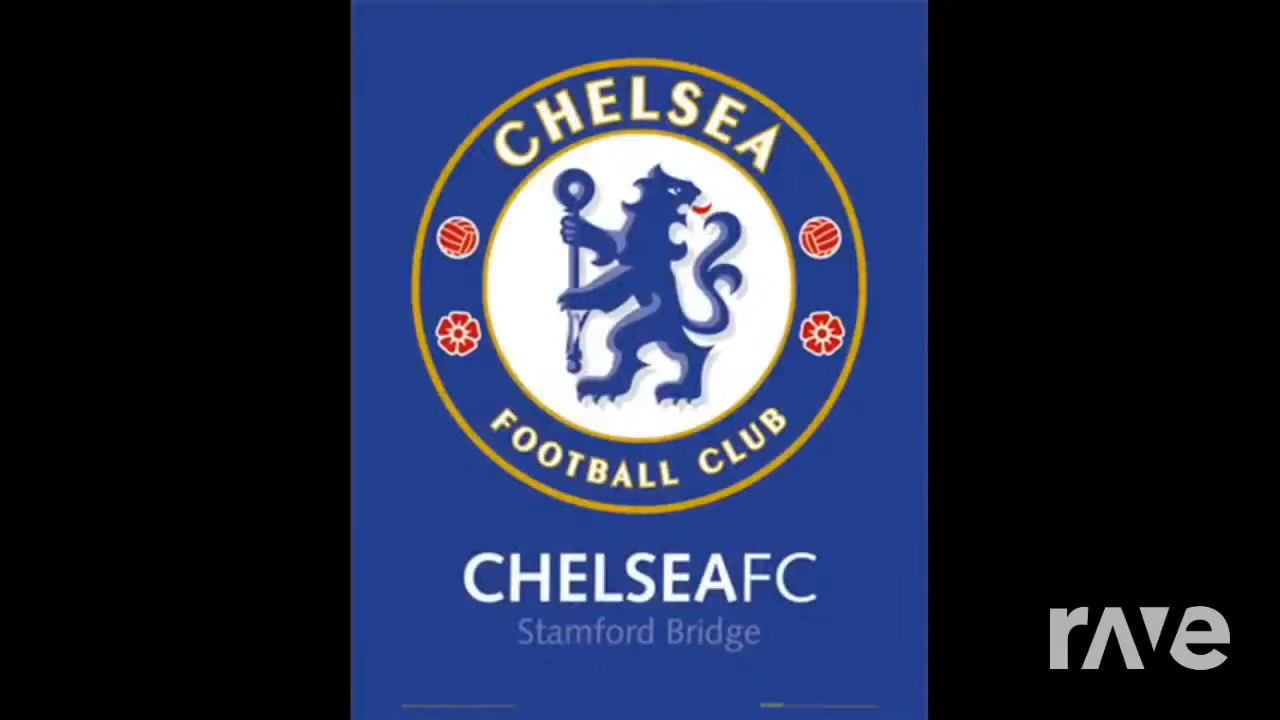 CHELSEA
FOOTBALL CLUB
CHELSEAFC
Stamford Bridge
rave